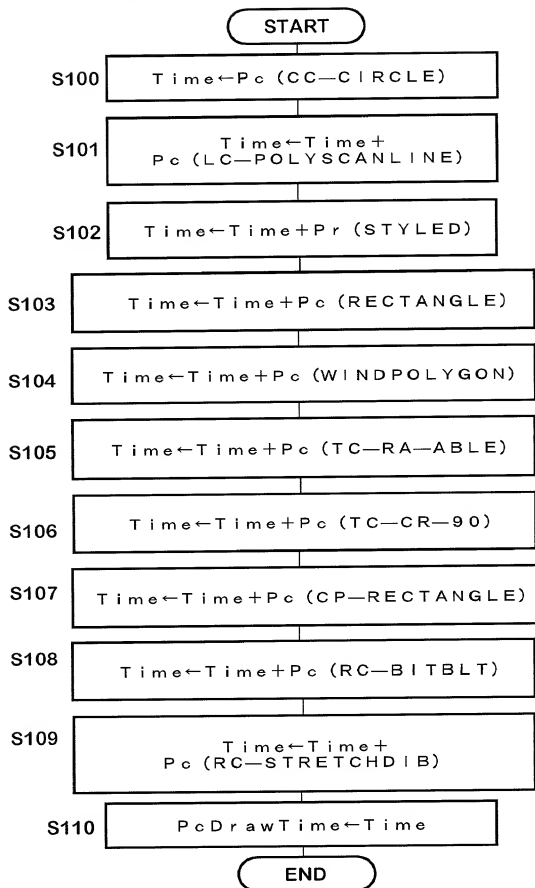 START
S100
Time←Pc (CC—CIRCLE)
S101
Time←Time+
Pc (LC—POLYSCANLINE)
S102
Time←Time+Pr (STYLED)
S103
Time←Time+Pc (RECTANGLE)
S104
Time←Time+Pc (WINDPOLYGON)
S105
Time←Time+Pc (TC—RA—ABLE)
S106
Time←Time+Pc (TC—CR—90)
S107
Time←Time+Pc (CP—RECTANGLE)
S108
Time←Time+Pc (RC—BITBLT)
S109
Time←Time+
Pc (RC—STRETCHDIB)
S110
PcDrawTime←Time
END